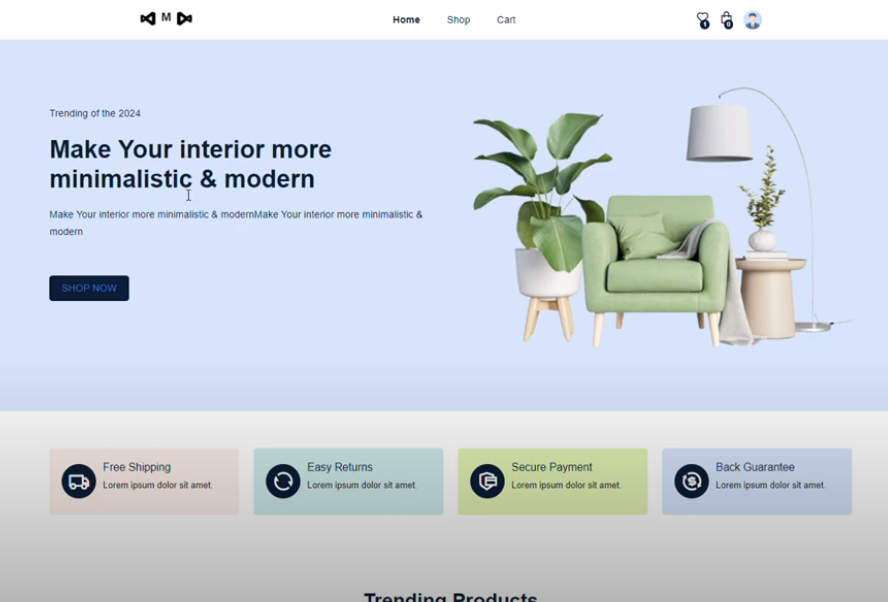 M
Home
Shop
Cart
1
0
Trending of the 2024
Make Your interior more
minimalistic & modern
Make Your interior more minimalistic & modernMake Your interior more minimalistic &
modern
SHOP NOW
Free Shipping
Lorem ipsum dolor sit amet.
Easy Returns
Lorem ipsum dolor sit amet.
Secure Payment
Lorem ipsum dolor sit amet.
Back Guarantee
Lorem ipsum dolor sit amet.
Trending Products